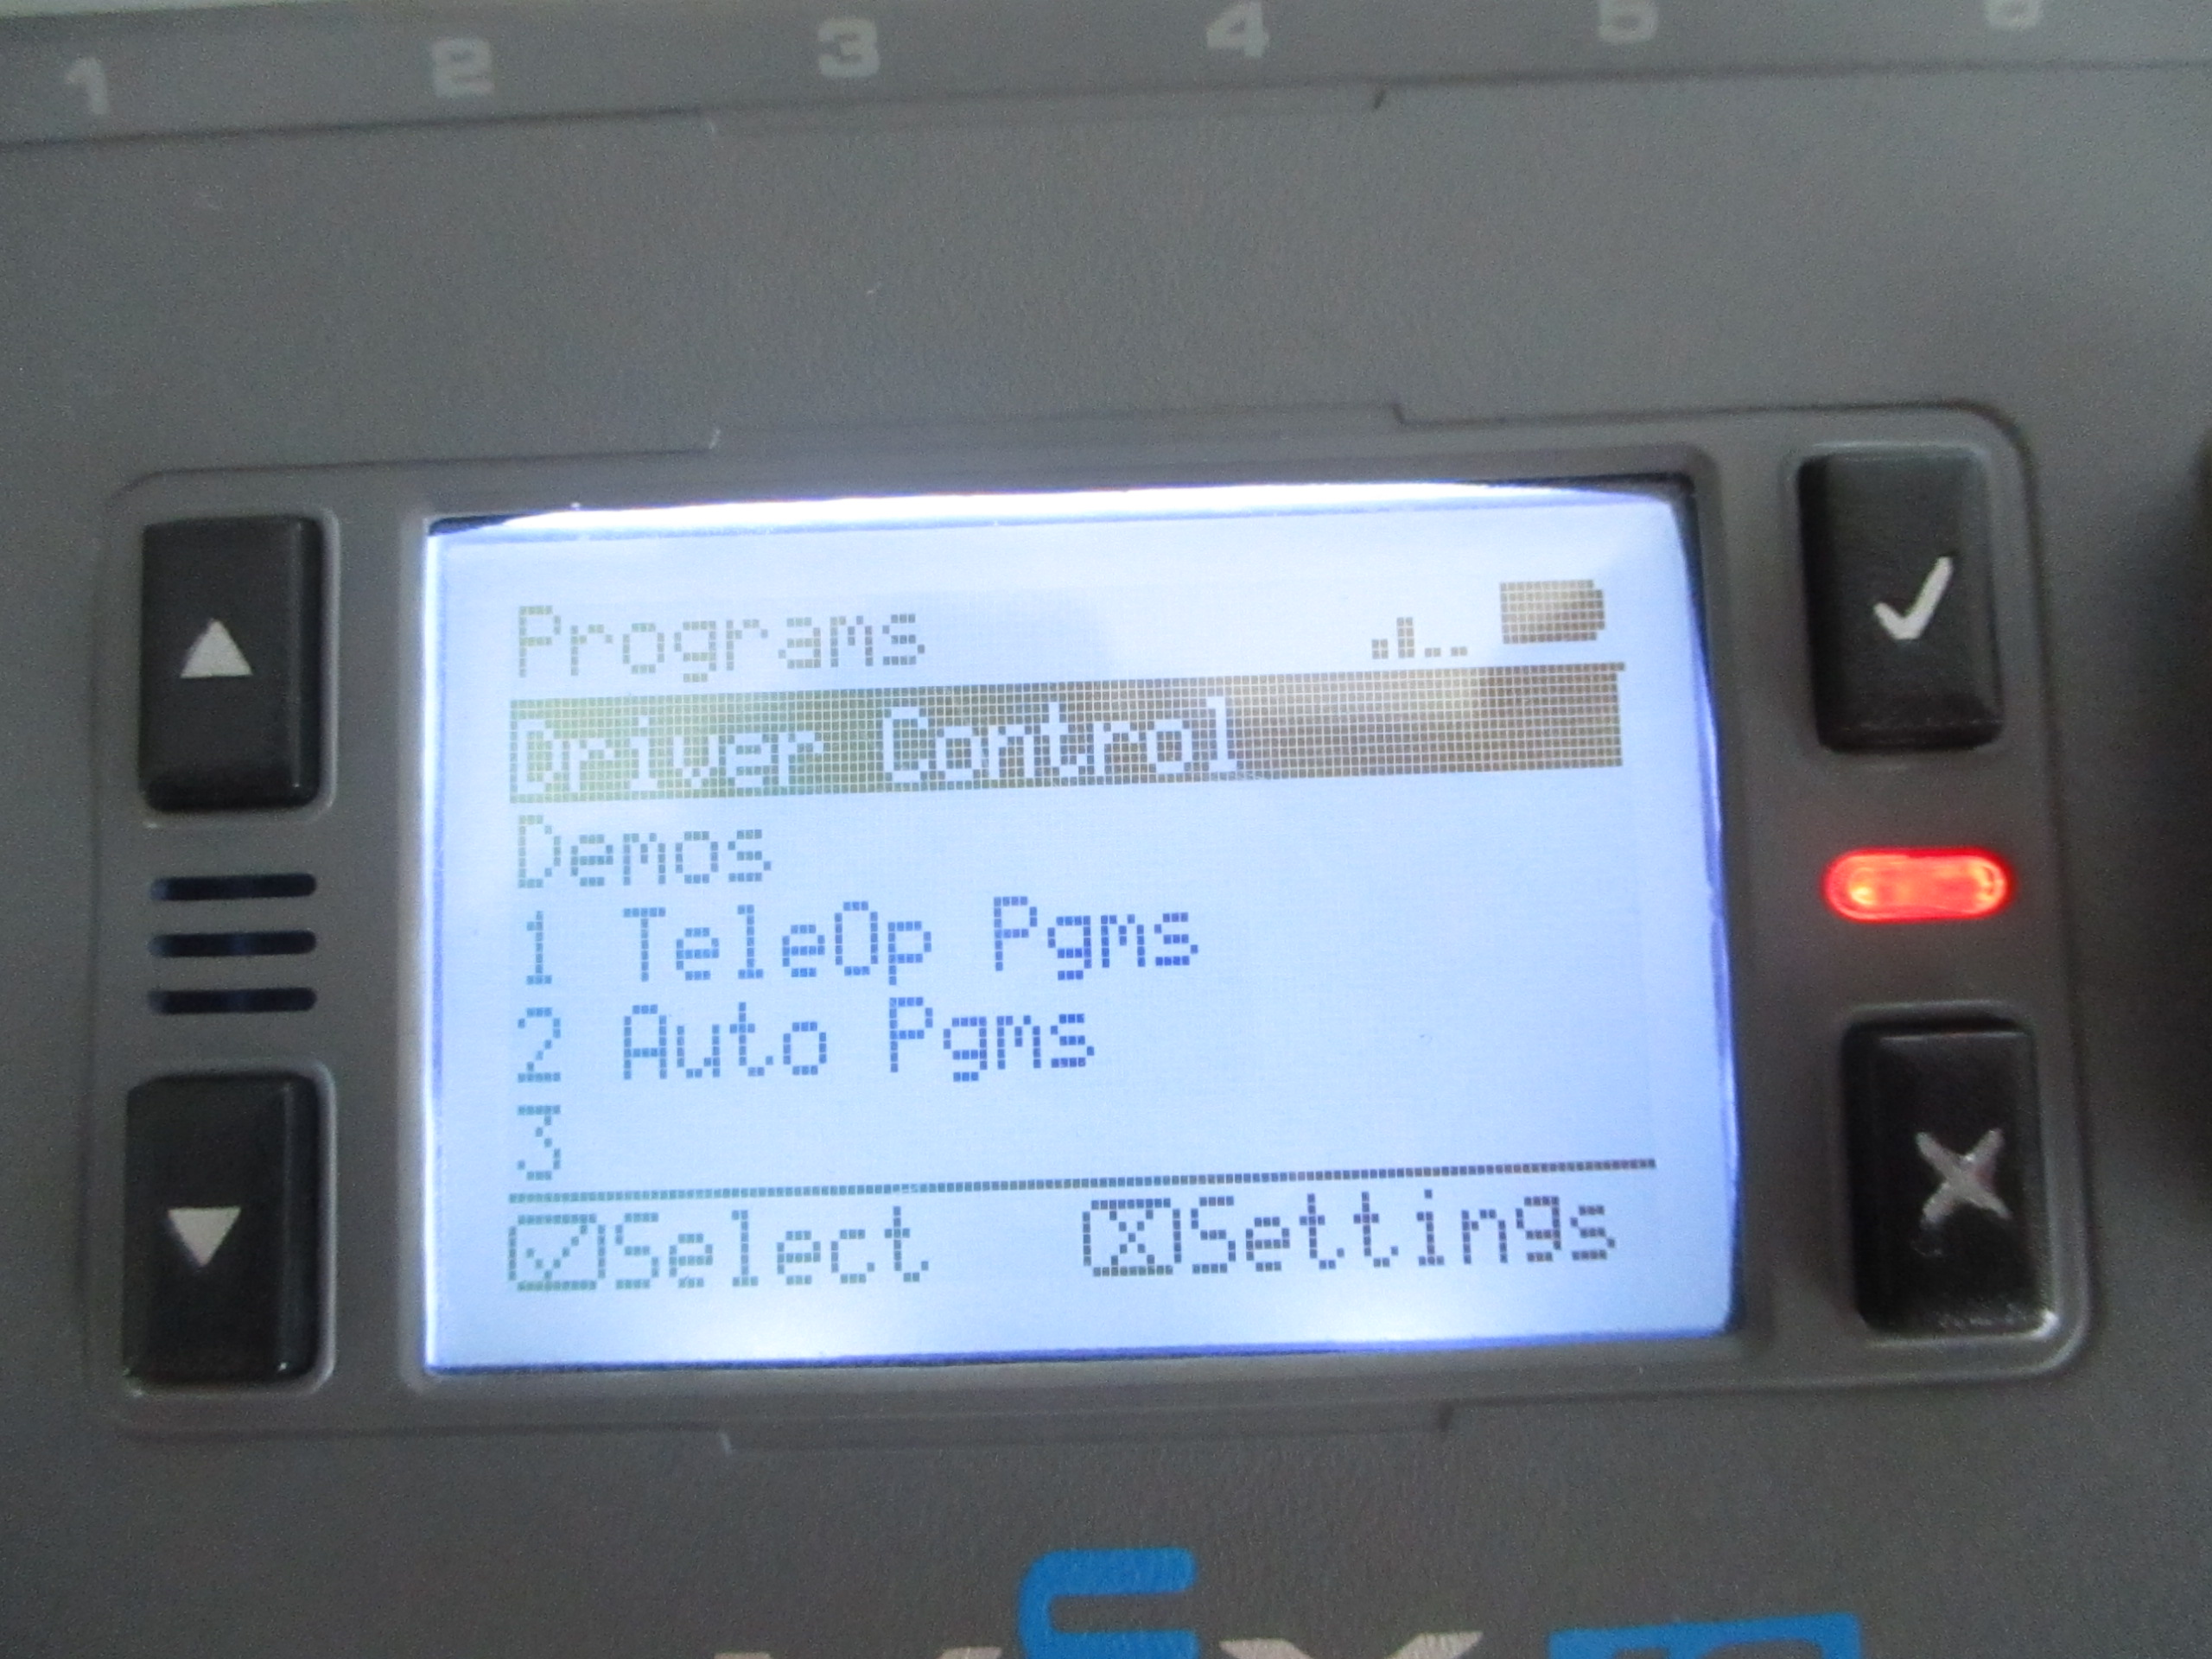 1 2 3 4 5 6
Programs
Driver Control
Demos
1 TeleOp Pgms
2 Auto Pgms
3
Select Settings